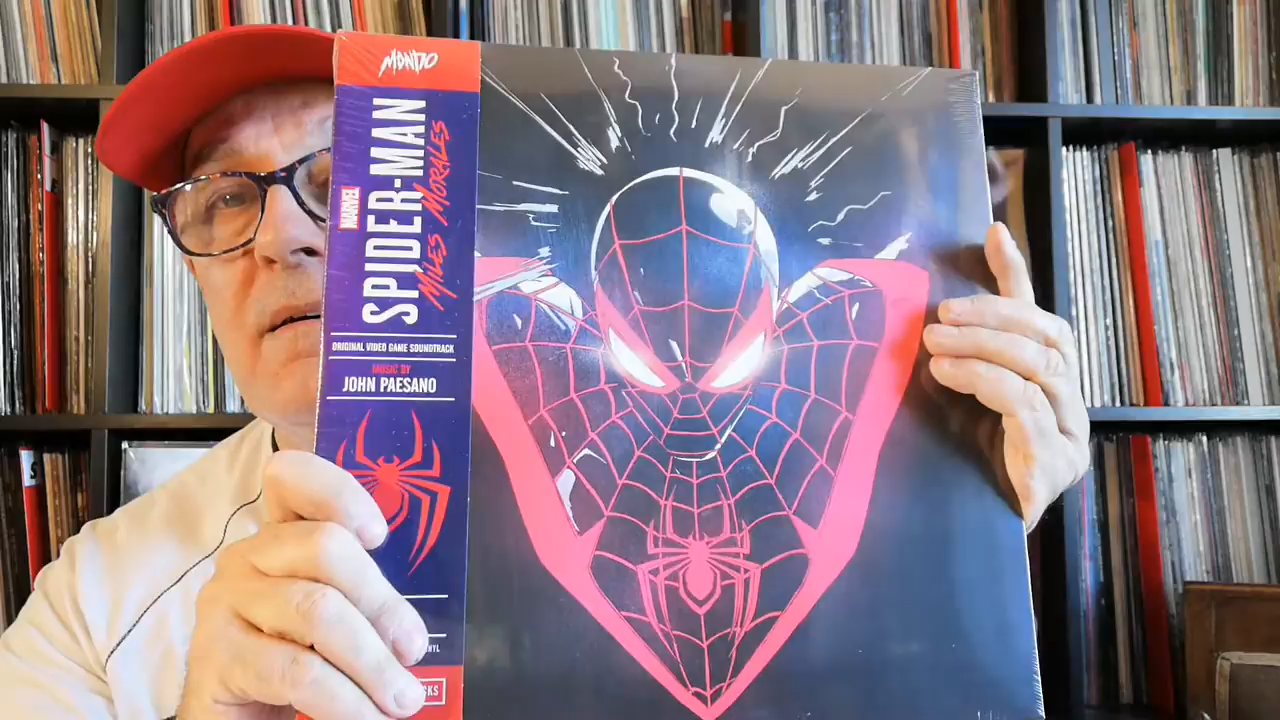 MONDO
MARVEL
SPIDER-MAN
MILES MORALES
ORIGINAL VIDEO GAME SOUNDTRACK
MUSIC BY
JOHN PAESANO